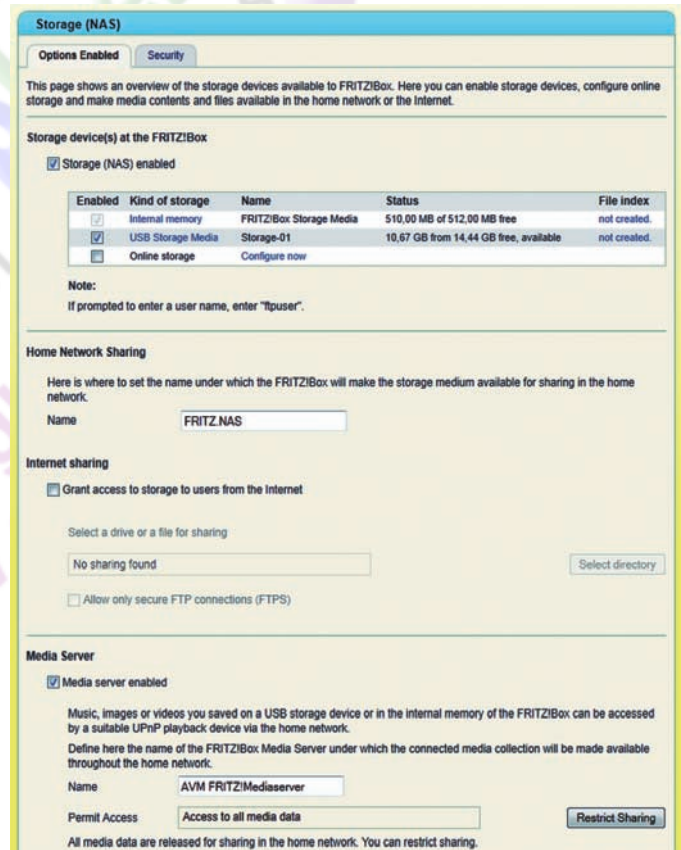 Storage (NAS)
Options Enabled Security
This page shows an overview of the storage devices available to FRITZ!Box. Here you can enable storage devices, configure online
storage and make media contents and files available in the home network or the Internet.
Storage device(s) at the FRITZ!Box
Storage (NAS) enabled
Enabled Kind of storage Name Status File index
Internal memory FRITZ!Box Storage Media 510,00 MB of 512,00 MB free not created.
USB Storage Media Storage-01 10,67 GB from 14,44 GB free, available not created.
Online storage Configure now
Note:
If prompted to enter a user name, enter "ftpuser".
Home Network Sharing
Here is where to set the name under which the FRITZ!Box will make the storage medium available for sharing in the home
network.
Name FRITZ.NAS
Internet sharing
Grant access to storage to users from the Internet
Select a drive or a file for sharing
No sharing found Select directory
Allow only secure FTP connections (FTPS)
Media Server
Media server enabled
Music, images or videos you saved on a USB storage device or in the internal memory of the FRITZ!Box can be accessed
by a suitable UPnP playback device via the home network.
Define here the name of the FRITZ!Box Media Server under which the connected media collection will be made available
throughout the home network.
Name AVM FRITZ!Mediaserver
Permit Access Access to all media data Restrict Sharing
All media data are released for sharing in the home network. You can restrict sharing.